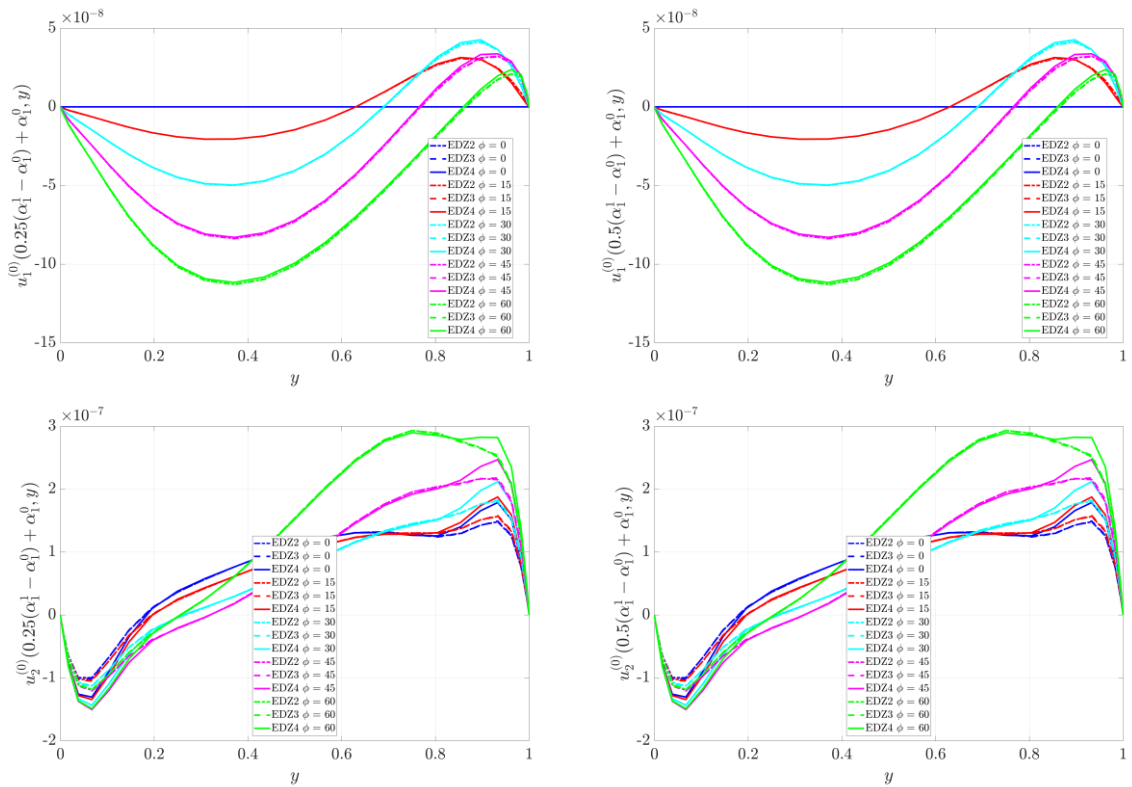 ×10⁻⁸
5
0
-5
-10
-15
0 0.2 0.4 0.6 0.8 1
y
u₁⁽⁰⁾(0.25(α₁¹ − α₁⁰) + α₁⁰, y)
EDZ2 ϕ = 0
EDZ3 ϕ = 0
EDZ4 ϕ = 0
EDZ2 ϕ = 15
EDZ3 ϕ = 15
EDZ4 ϕ = 15
EDZ2 ϕ = 30
EDZ3 ϕ = 30
EDZ4 ϕ = 30
EDZ2 ϕ = 45
EDZ3 ϕ = 45
EDZ4 ϕ = 45
EDZ2 ϕ = 60
EDZ3 ϕ = 60
EDZ4 ϕ = 60
×10⁻⁸
5
0
-5
-10
-15
0 0.2 0.4 0.6 0.8 1
y
u₁⁽⁰⁾(0.5(α₁¹ − α₁⁰) + α₁⁰, y)
EDZ2 ϕ = 0
EDZ3 ϕ = 0
EDZ4 ϕ = 0
EDZ2 ϕ = 15
EDZ3 ϕ = 15
EDZ4 ϕ = 15
EDZ2 ϕ = 30
EDZ3 ϕ = 30
EDZ4 ϕ = 30
EDZ2 ϕ = 45
EDZ3 ϕ = 45
EDZ4 ϕ = 45
EDZ2 ϕ = 60
EDZ3 ϕ = 60
EDZ4 ϕ = 60
×10⁻⁷
3
2
1
0
-1
-2
0 0.2 0.4 0.6 0.8 1
y
u₂⁽⁰⁾(0.25(α₁¹ − α₁⁰) + α₁⁰, y)
EDZ2 ϕ = 0
EDZ3 ϕ = 0
EDZ4 ϕ = 0
EDZ2 ϕ = 15
EDZ3 ϕ = 15
EDZ4 ϕ = 15
EDZ2 ϕ = 30
EDZ3 ϕ = 30
EDZ4 ϕ = 30
EDZ2 ϕ = 45
EDZ3 ϕ = 45
EDZ4 ϕ = 45
EDZ2 ϕ = 60
EDZ3 ϕ = 60
EDZ4 ϕ = 60
×10⁻⁷
3
2
1
0
-1
-2
0 0.2 0.4 0.6 0.8 1
y
u₂⁽⁰⁾(0.5(α₁¹ − α₁⁰) + α₁⁰, y)
EDZ2 ϕ = 0
EDZ3 ϕ = 0
EDZ4 ϕ = 0
EDZ2 ϕ = 15
EDZ3 ϕ = 15
EDZ4 ϕ = 15
EDZ2 ϕ = 30
EDZ3 ϕ = 30
EDZ4 ϕ = 30
EDZ2 ϕ = 45
EDZ3 ϕ = 45
EDZ4 ϕ = 45
EDZ2 ϕ = 60
EDZ3 ϕ = 60
EDZ4 ϕ = 60